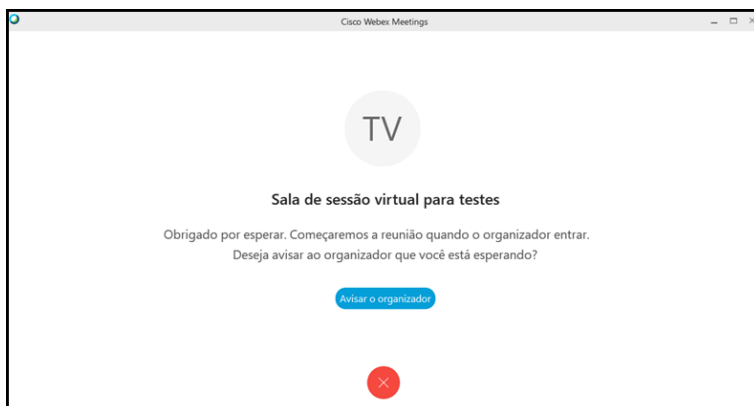 Cisco Webex Meetings
TV
Sala de sessão virtual para testes
Obrigado por esperar. Começaremos a reunião quando o organizador entrar.
Deseja avisar ao organizador que você está esperando?
Avisar o organizador